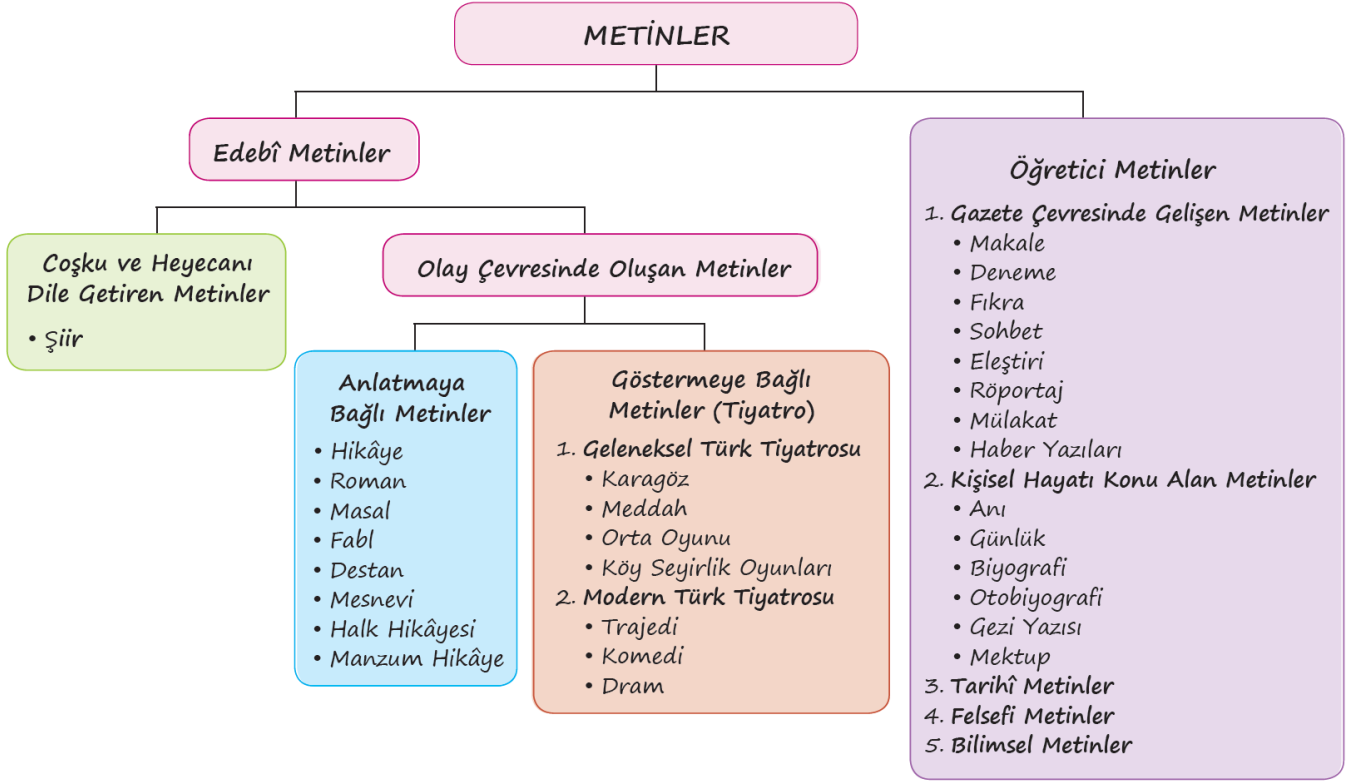 METİNLER
Edebî Metinler
Coşku ve Heyecanı
Dile Getiren Metinler
• Şiir
Olay Çevresinde Oluşan Metinler
Anlatmaya
Bağlı Metinler
• Hikâye
• Roman
• Masal
• Fabl
• Destan
• Mesnevi
• Halk Hikâyesi
• Manzum Hikâye
Göstermeye Bağlı
Metinler (Tiyatro)
1. Geleneksel Türk Tiyatrosu
• Karagöz
• Meddah
• Orta Oyunu
• Köy Seyirlik Oyunları
2. Modern Türk Tiyatrosu
• Trajedi
• Komedi
• Dram
Öğretici Metinler
1. Gazete Çevresinde Gelişen Metinler
• Makale
• Deneme
• Fıkra
• Sohbet
• Eleştiri
• Röportaj
• Mülakat
• Haber Yazıları
2. Kişisel Hayatı Konu Alan Metinler
• Anı
• Günlük
• Biyografi
• Otobiyografi
• Gezi Yazısı
• Mektup
3. Tarihî Metinler
4. Felsefi Metinler
5. Bilimsel Metinler